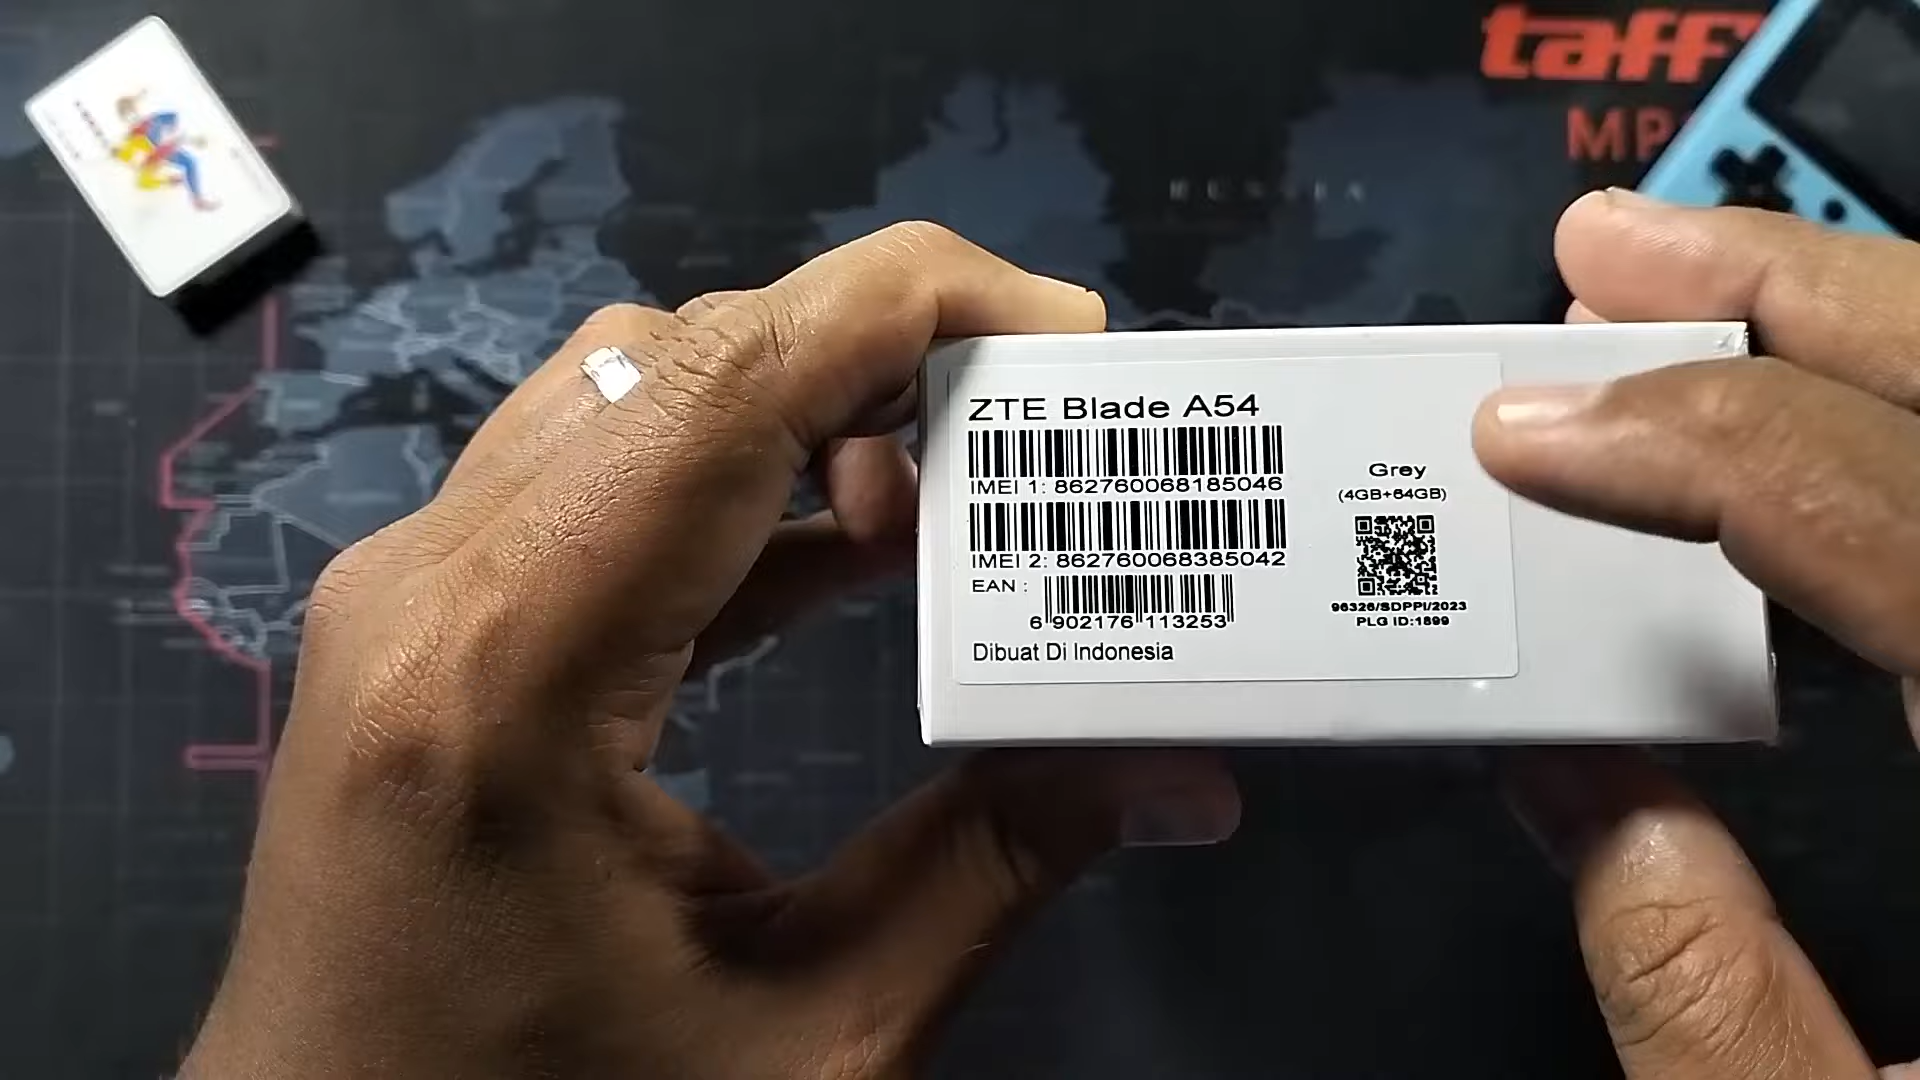 taff
MP
RUSSIA
ZTE Blade A54
IMEI 1: 862760068185046
IMEI 2: 862760068385042
EAN :
6 902176 113253
Dibuat Di Indonesia
Grey
(4GB+64GB)
96326/SDPPI/2023
PLG ID:1899